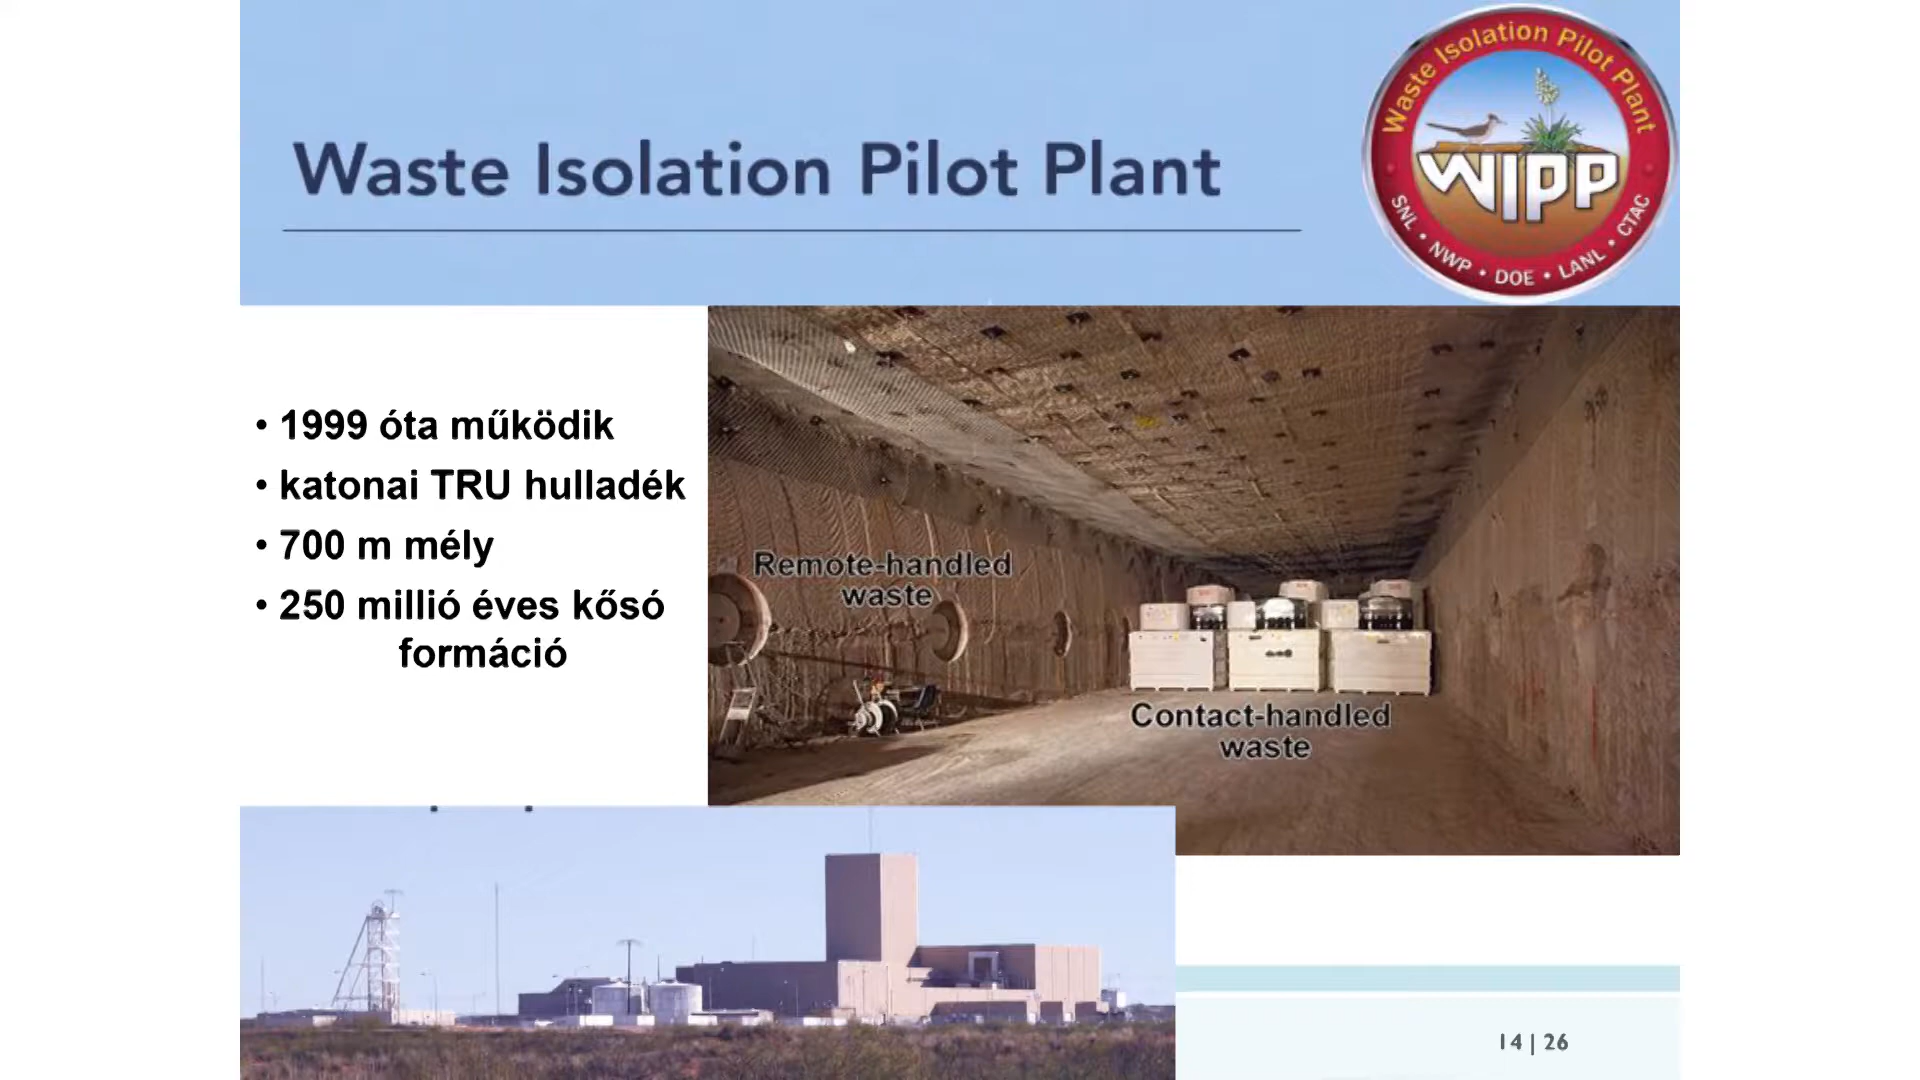 Waste Isolation Pilot Plant
Waste Isolation Pilot Plant
WIPP
SNL • NWP • DOE • LANL • CTAC
• 1999 óta működik
• katonai TRU hulladék
• 700 m mély
• 250 millió éves kősó
formáció
Remote-handled
waste
Contact-handled
waste
14 | 26